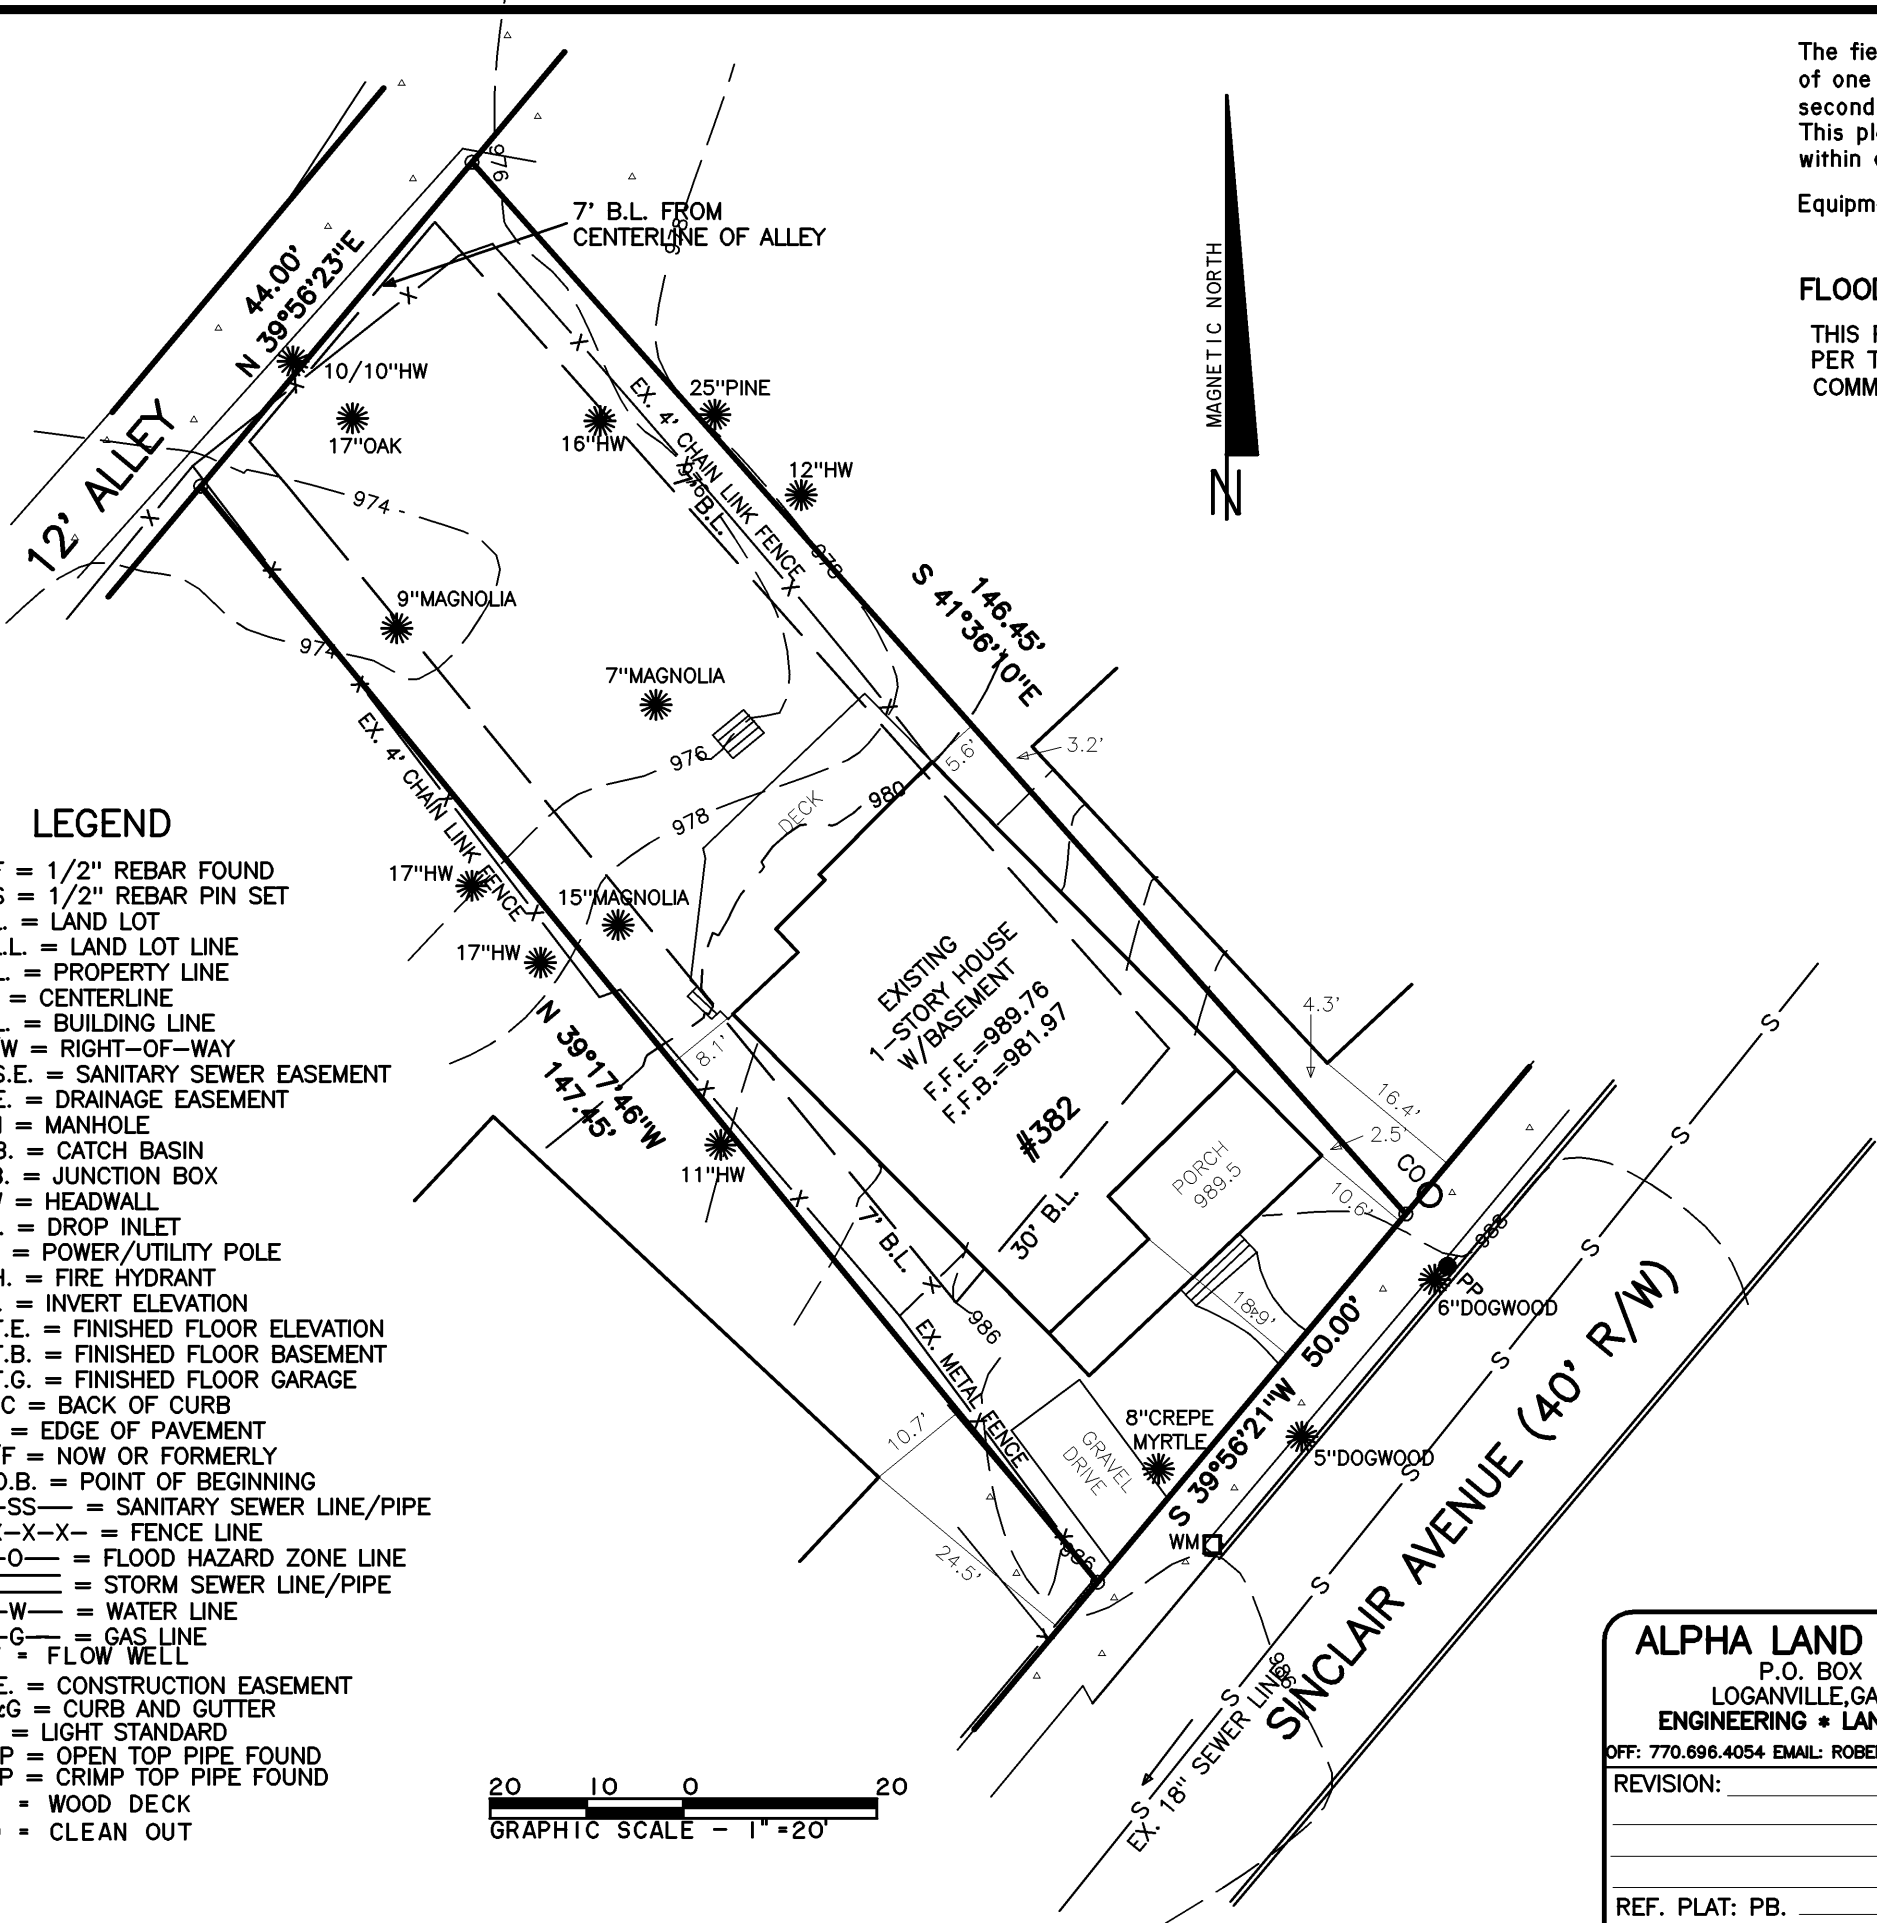 The fie
of one
second
This pl
within
Equipm
FLOOD
THIS
PER T
COMM
976
7' B.L. FROM
CENTERLINE OF ALLEY
978
44.00'
N 39°56'23"E
12' ALLEY
10/10"HW
17"OAK
16"HW
25"PINE
12"HW
EX. 4' CHAIN LINK FENCE
976
7' B.L.
978
974
974
9"MAGNOLIA
7"MAGNOLIA
146.45'
S 41°36'10"E
MAGNETIC NORTH
N
3.2'
5.6'
976
978
980
DECK
EX. 4' CHAIN LINK FENCE
17"HW
15"MAGNOLIA
17"HW
N 39°17'46"W
147.45'
8.1'
11"HW
EXISTING
1-STORY HOUSE
W/BASEMENT
F.F.E.=989.76
F.F.B.=981.97
#382
30' B.L.
PORCH
989.5
4.3'
16.4'
2.5'
CO
10.6'
988
PP
6"DOGWOOD
18.9'
7' B.L.
986
EX. METAL FENCE
10.7'
24.5'
GRAVEL
DRIVE
8"CREPE
MYRTLE
S 39°56'21"W 50.00'
5"DOGWOOD
WM
986
986
SINCLAIR AVENUE (40' R/W)
EX. 18" SEWER LINE
S
S
S
S
S
S
S
S
LEGEND
F = 1/2" REBAR FOUND
S = 1/2" REBAR PIN SET
. = LAND LOT
.L. = LAND LOT LINE
L. = PROPERTY LINE
= CENTERLINE
L. = BUILDING LINE
/W = RIGHT-OF-WAY
S.E. = SANITARY SEWER EASEMENT
E. = DRAINAGE EASEMENT
= MANHOLE
B. = CATCH BASIN
B. = JUNCTION BOX
= HEADWALL
. = DROP INLET
= POWER/UTILITY POLE
H. = FIRE HYDRANT
. = INVERT ELEVATION
F.E. = FINISHED FLOOR ELEVATION
F.B. = FINISHED FLOOR BASEMENT
F.G. = FINISHED FLOOR GARAGE
C = BACK OF CURB
. = EDGE OF PAVEMENT
/F = NOW OR FORMERLY
O.B. = POINT OF BEGINNING
-SS— = SANITARY SEWER LINE/PIPE
X-X-X- = FENCE LINE
-O— = FLOOD HAZARD ZONE LINE
= STORM SEWER LINE/PIPE
-W— = WATER LINE
-G— = GAS LINE
= FLOW WELL
E. = CONSTRUCTION EASEMENT
&G = CURB AND GUTTER
= LIGHT STANDARD
P = OPEN TOP PIPE FOUND
P = CRIMP TOP PIPE FOUND
= WOOD DECK
= CLEAN OUT
20 10 0 20
GRAPHIC SCALE - 1"=20'
ALPHA LAND
P.O. BOX
LOGANVILLE,GA
ENGINEERING * LAN
OFF: 770.696.4054 EMAIL: ROBE
REVISION:
REF. PLAT: PB.